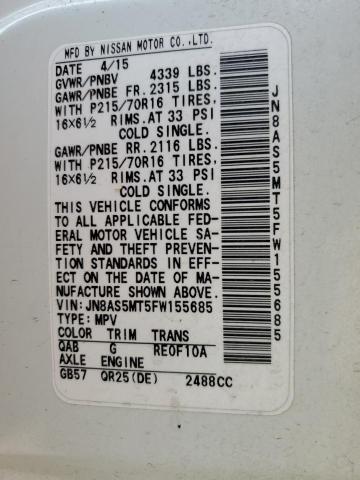 MFD BY NISSAN MOTOR CO.,LTD.
DATE 4/15
GVWR/PNBV 4339 LBS.
GAWR/PNBE FR. 2315 LBS.
WITH P215/70R16 TIRES,
16×6½ RIMS.AT 33 PSI
COLD SINGLE.
GAWR/PNBE RR. 2116 LBS.
WITH P215/70R16 TIRES,
16×6½ RIMS.AT 33 PSI
COLD SINGLE.
THIS VEHICLE CONFORMS
TO ALL APPLICABLE FED-
ERAL MOTOR VEHICLE SA-
FETY AND THEFT PREVEN-
TION STANDARDS IN EFF-
ECT ON THE DATE OF MA-
NUFACTURE SHOWN ABOVE.
VIN: JN8AS5MT5FW155685
TYPE: MPV
COLOR TRIM TRANS
QAB G RE0F10A
AXLE ENGINE
GB57 QR25(DE) 2488CC
JN8AS5MT5FW155685